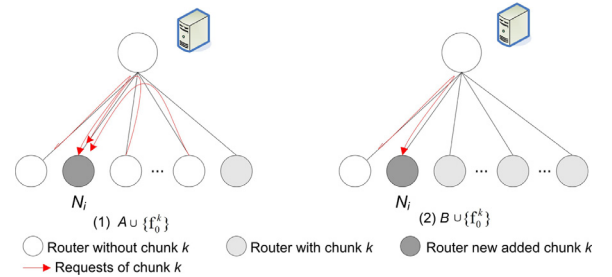 ... ... ...
N_i N_i
(1) A ∪ {f_0^k} (2) B ∪ {f_0^k}
Router without chunk k Router with chunk k Router new added chunk k
Requests of chunk k